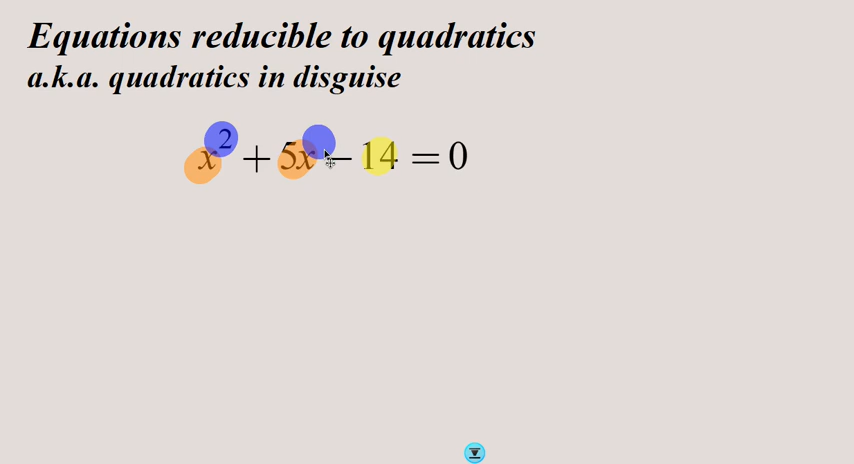 Equations reducible to quadratics
a.k.a. quadratics in disguise
x² + 5x − 14 = 0